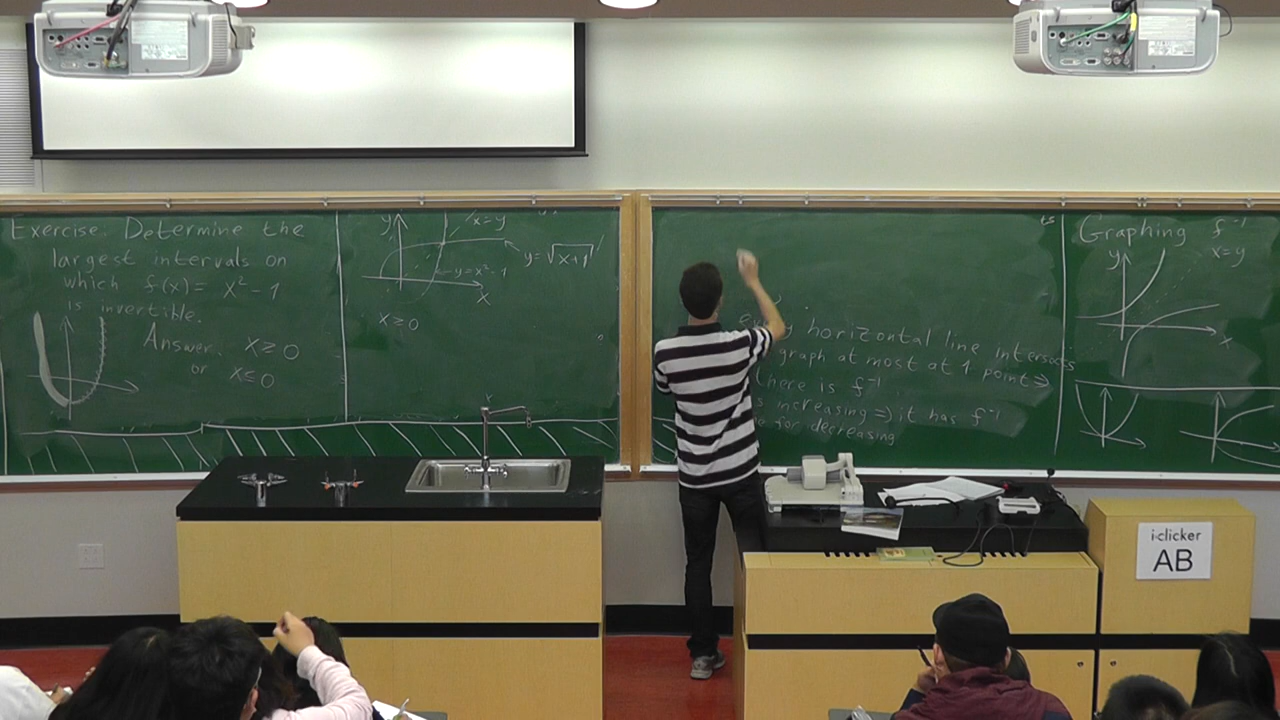 Exercise: Determine the
largest intervals on
which f(x) = x² - 1
is invertible.
Answer. x ≥ 0
or x ≤ 0
y
x=y
y = √x+1
y = x² - 1
x
x ≥ 0
horizontal line intersects
graph at most at 1 point ⇒
there is f⁻¹
increasing ⇒ it has f⁻¹
for decreasing
Graphing f⁻¹
y
x=y
x
i-clicker
AB